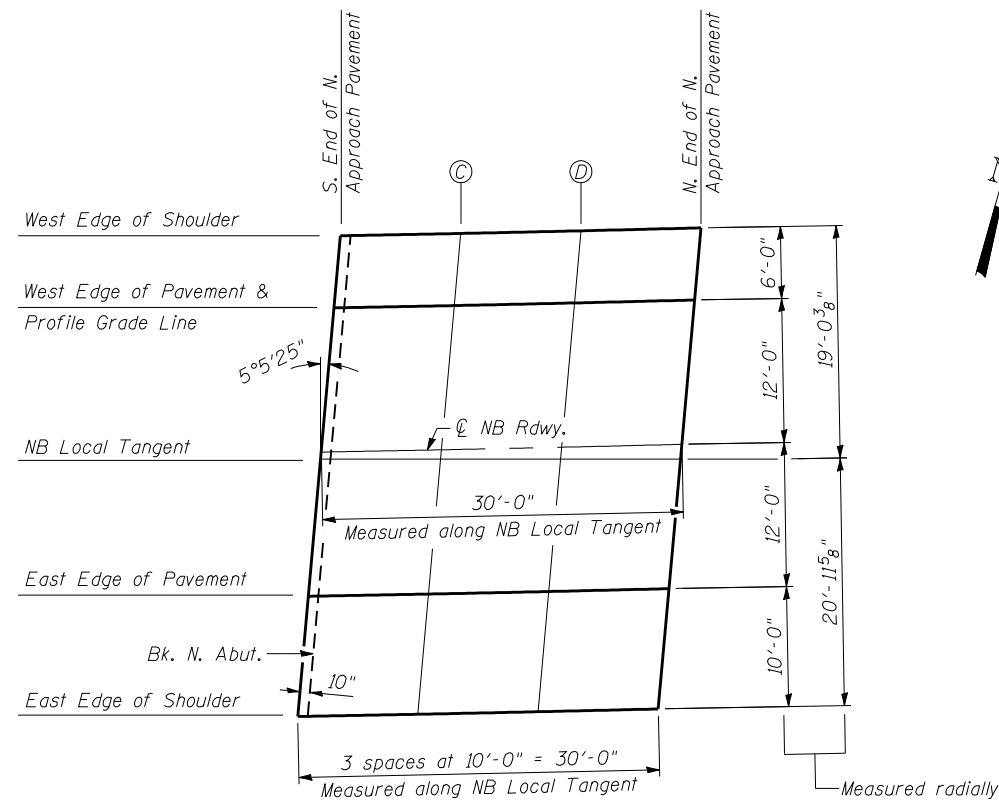 S. End of N.
Approach Pavement
C
D
N. End of N.
Approach Pavement
N
West Edge of Shoulder
West Edge of Pavement &
Profile Grade Line
5°5'25"
NB Local Tangent
℄ NB Rdwy.
30'-0"
Measured along NB Local Tangent
East Edge of Pavement
Bk. N. Abut.
10"
East Edge of Shoulder
3 spaces at 10'-0" = 30'-0"
Measured along NB Local Tangent
6'-0"
12'-0"
12'-0"
10'-0"
19'-0 3/8"
20'-11 5/8"
Measured radially